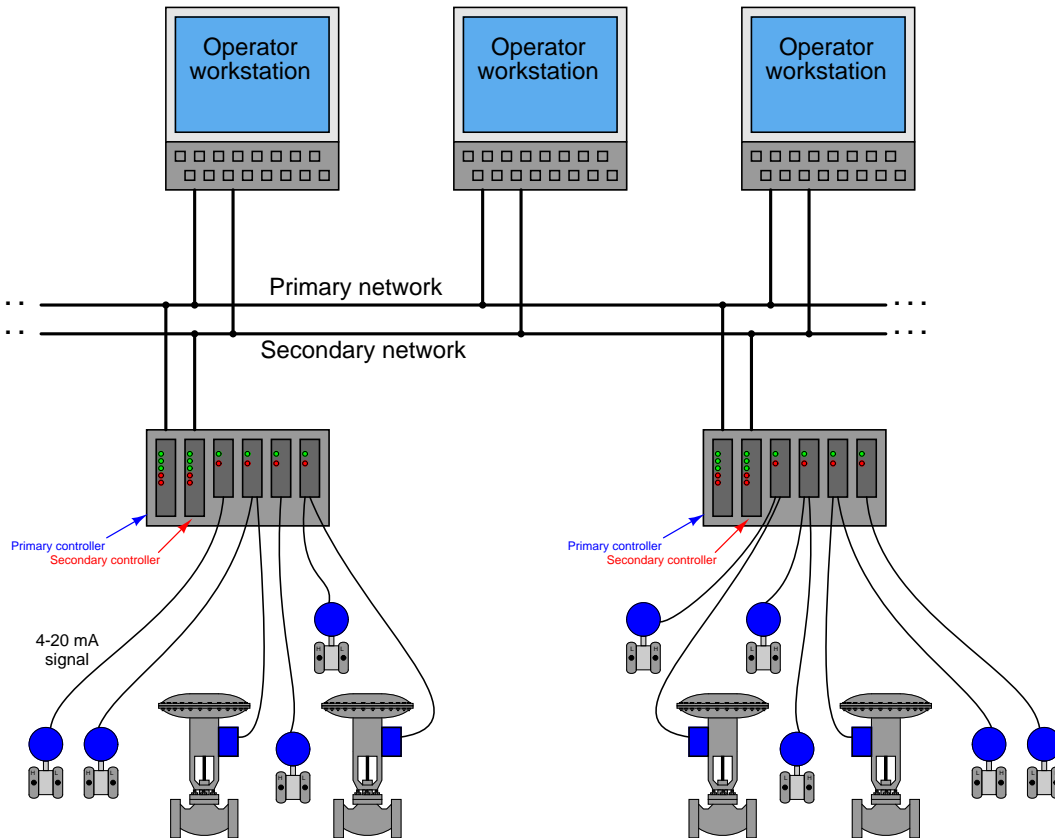 Operator
workstation
Operator
workstation
Operator
workstation
Primary network
. .
. . .
. .
. . .
Secondary network
Primary controller
Secondary controller
Primary controller
Secondary controller
4-20 mA
signal
H L
H L
L H
H L
H L
H L
H L
L H
L H
L H